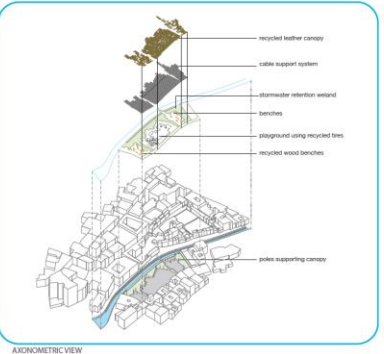 recycled leather canopy
cable support system
stormwater retention weland
benches
playground using recycled tires
recycled wood benches
poles supporting canopy
AXONOMETRIC VIEW